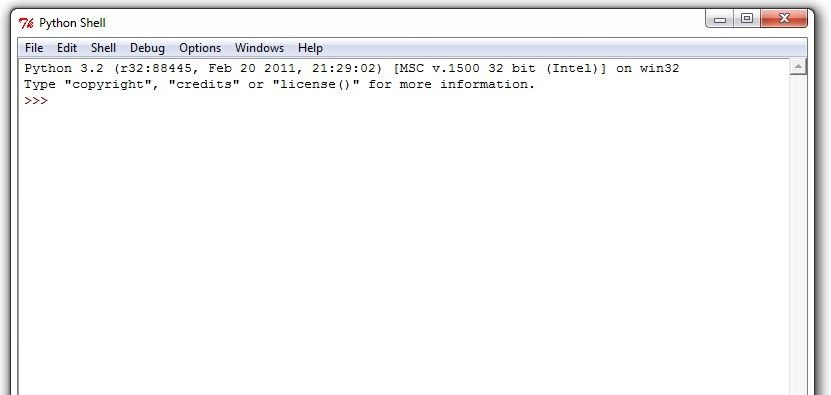 Python Shell
File Edit Shell Debug Options Windows Help
Python 3.2 (r32:88445, Feb 20 2011, 21:29:02) [MSC v.1500 32 bit (Intel)] on win32
Type "copyright", "credits" or "license()" for more information.
>>>